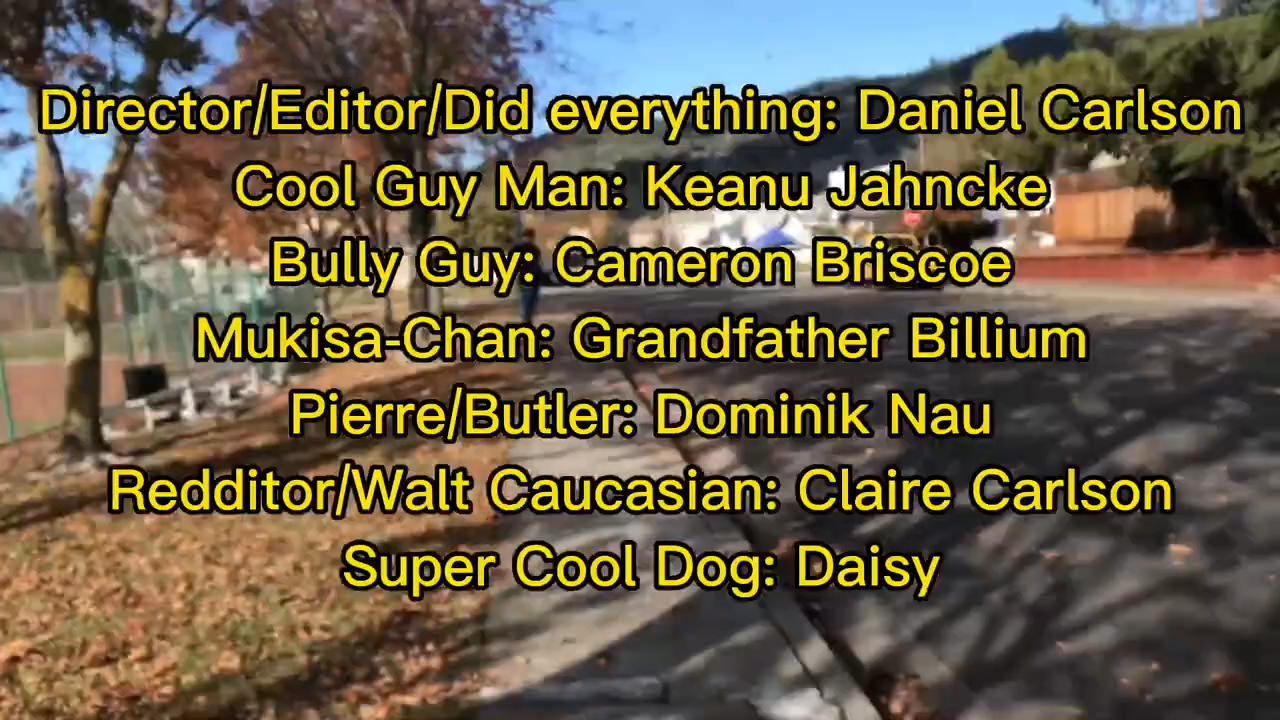 Director/Editor/Did everything: Daniel Carlson
Cool Guy Man: Keanu Jahncke
Bully Guy: Cameron Briscoe
Mukisa-Chan: Grandfather Billium
Pierre/Butler: Dominik Nau
Redditor/Walt Caucasian: Claire Carlson
Super Cool Dog: Daisy